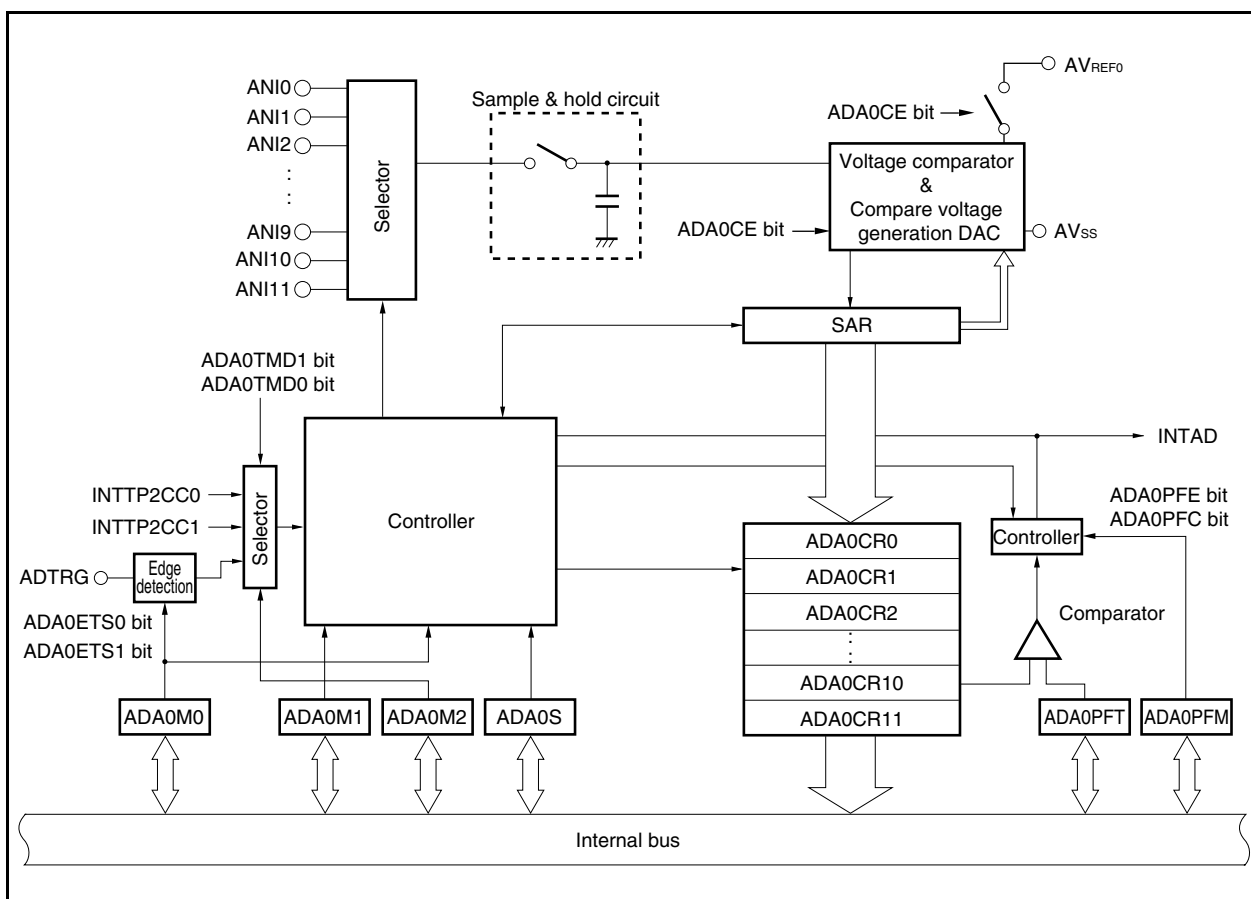 ANI0
ANI1
ANI2
ANI9
ANI10
ANI11
Selector
Sample & hold circuit
AVREF0
ADA0CE bit
Voltage comparator
&
Compare voltage
generation DAC
ADA0CE bit
AVSS
SAR
ADA0TMD1 bit
ADA0TMD0 bit
INTTP2CC0
INTTP2CC1
ADTRG
Edge
detection
Selector
Controller
INTAD
ADA0PFE bit
ADA0PFC bit
Controller
Comparator
ADA0ETS0 bit
ADA0ETS1 bit
ADA0CR0
ADA0CR1
ADA0CR2
ADA0CR10
ADA0CR11
ADA0M0
ADA0M1
ADA0M2
ADA0S
ADA0PFT
ADA0PFM
Internal bus